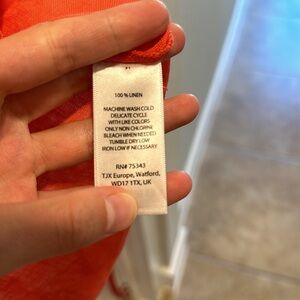 100 % LINEN
MACHINE WASH COLD
DELICATE CYCLE
WITH LIKE COLORS
ONLY NON CHLORINE
BLEACH WHEN NEEDED
TUMBLE DRY LOW
IRON LOW IF NECESSARY
RN# 75343
TJX Europe, Watford,
WD17 1TX, UK